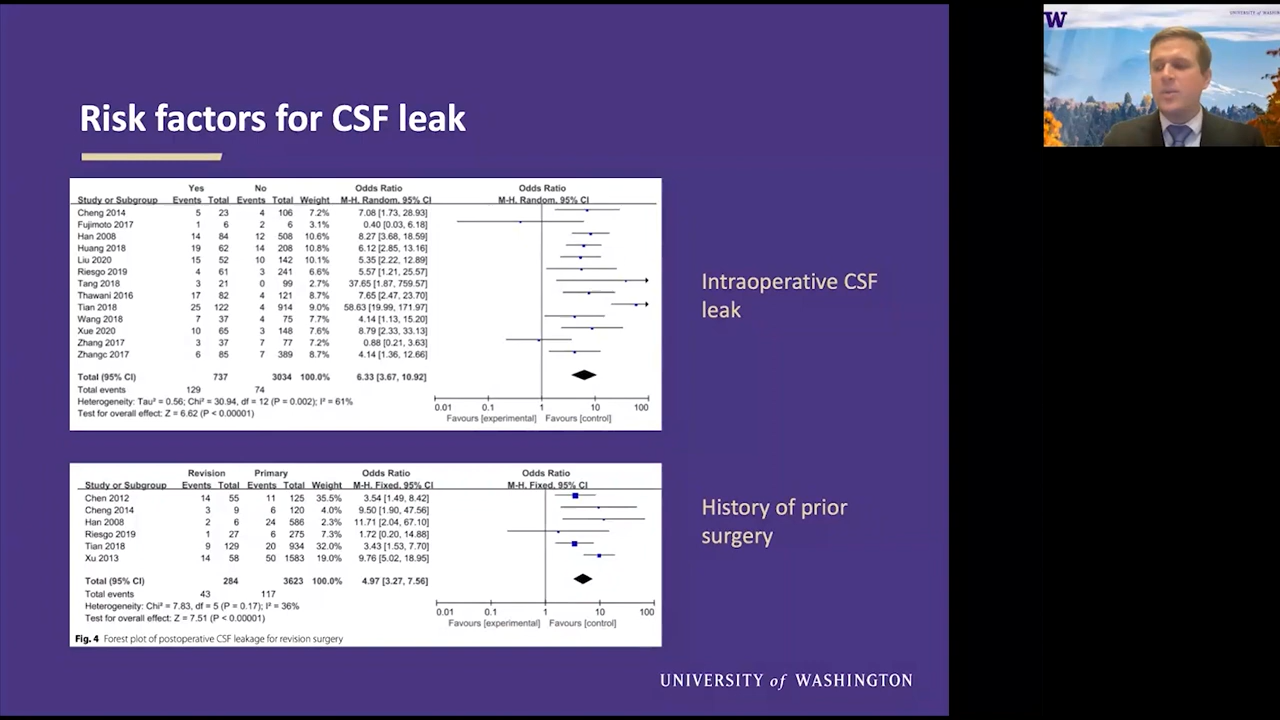 Risk factors for CSF leak
Yes No Odds Ratio Odds Ratio
Study or Subgroup Events Total Events Total Weight M-H. Random, 95% CI M-H. Random, 95% CI
Cheng 2014 5 23 4 106 7.2% 7.08 [1.73, 28.93]
Fujimoto 2017 1 6 2 6 3.1% 0.40 [0.03, 6.18]
Han 2008 14 84 12 508 10.6% 8.27 [3.68, 18.59]
Huang 2018 19 62 14 208 10.8% 6.12 [2.85, 13.16]
Liu 2020 15 52 10 142 10.1% 5.35 [2.22, 12.89]
Riesgo 2019 4 61 3 241 6.6% 5.57 [1.21, 25.57]
Tang 2018 3 21 0 99 2.7% 37.65 [1.87, 759.57]
Thawani 2016 17 82 4 121 8.7% 7.65 [2.47, 23.70]
Tian 2018 25 122 4 914 9.0% 58.63 [19.99, 171.97]
Wang 2018 7 37 4 75 7.8% 4.14 [1.13, 15.20]
Xue 2020 10 65 3 148 7.6% 8.79 [2.33, 33.13]
Zhang 2017 3 37 7 77 7.2% 0.88 [0.21, 3.63]
Zhangc 2017 6 85 7 389 8.7% 4.14 [1.36, 12.66]
Total (95% CI) 737 3034 100.0% 6.33 [3.67, 10.92]
Total events 129 74
Heterogeneity: Tau² = 0.56; Chi² = 30.94, df = 12 (P = 0.002); I² = 61%
Test for overall effect: Z = 6.62 (P < 0.00001)
0.01 0.1 1 10 100
Favours [experimental] Favours [control]
Intraoperative CSF
leak
Revision Primary Odds Ratio Odds Ratio
Study or Subgroup Events Total Events Total Weight M-H. Fixed, 95% CI M-H. Fixed, 95% CI
Chen 2012 14 55 11 125 35.5% 3.54 [1.49, 8.42]
Cheng 2014 3 9 6 120 4.0% 9.50 [1.90, 47.56]
Han 2008 2 6 24 586 2.3% 11.71 [2.04, 67.10]
Riesgo 2019 1 27 6 275 6.1% 1.72 [0.20, 14.88]
Tian 2018 9 129 20 934 32.0% 3.43 [1.53, 7.70]
Xu 2013 14 58 50 1583 19.0% 9.76 [5.02, 18.95]
Total (95% CI) 284 3623 100.0% 4.97 [3.27, 7.56]
Total events 43 117
Heterogeneity: Chi² = 7.83, df = 5 (P = 0.17); I² = 36%
Test for overall effect: Z = 7.51 (P < 0.00001)
0.01 0.1 1 10 100
Favours [experimental] Favours [control]
Fig. 4 Forest plot of postoperative CSF leakage for revision surgery
History of prior
surgery
UNIVERSITY of WASHINGTON
W